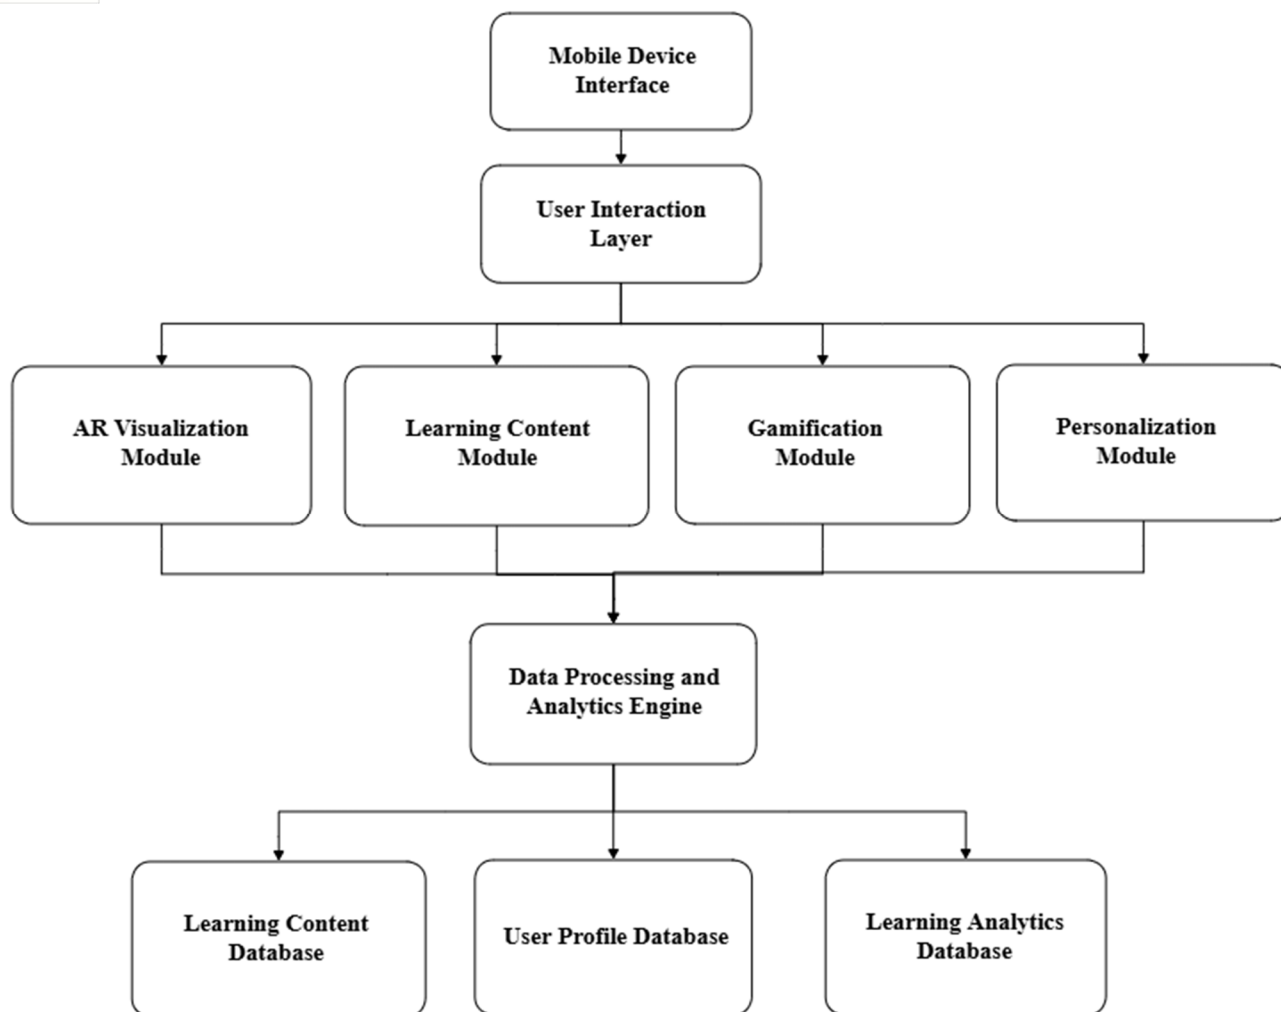 Mobile Device
Interface
User Interaction
Layer
AR Visualization
Module
Learning Content
Module
Gamification
Module
Personalization
Module
Data Processing and
Analytics Engine
Learning Content
Database
User Profile Database
Learning Analytics
Database